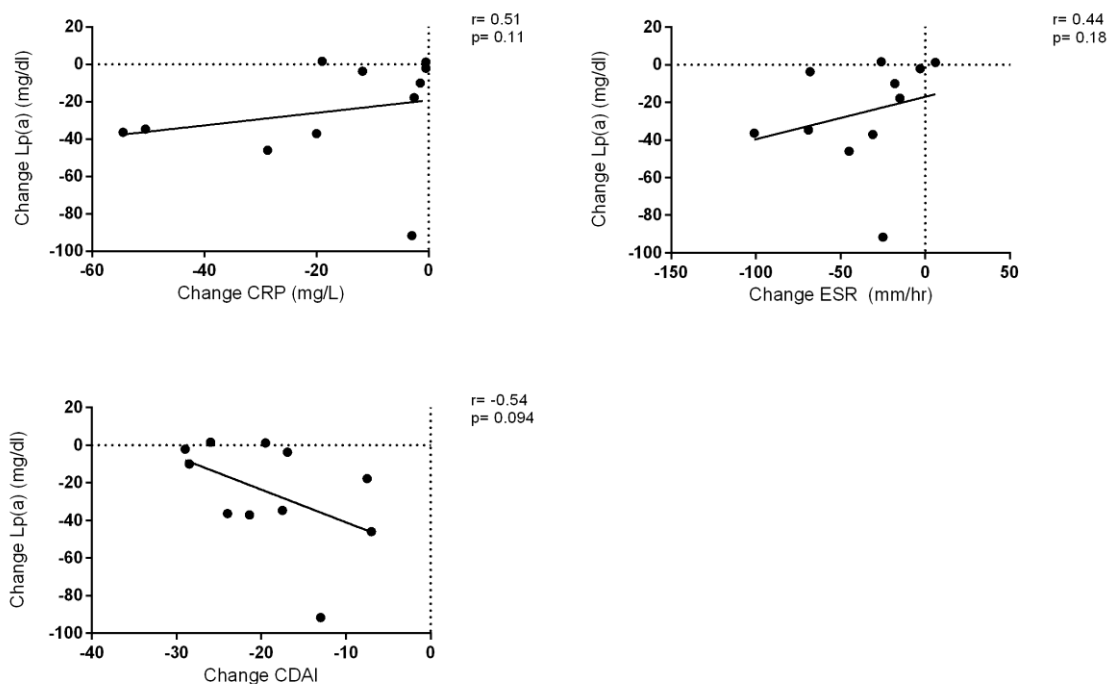 r= 0.51
p= 0.11
20
0
-20
-40
-60
-80
-100
Change Lp(a) (mg/dl)
-60
-40
-20
0
Change CRP (mg/L)
r= 0.44
p= 0.18
20
0
-20
-40
-60
-80
-100
Change Lp(a) (mg/dl)
-150
-100
-50
0
50
Change ESR (mm/hr)
r= -0.54
p= 0.094
20
0
-20
-40
-60
-80
-100
Change Lp(a) (mg/dl)
-40
-30
-20
-10
0
Change CDAI